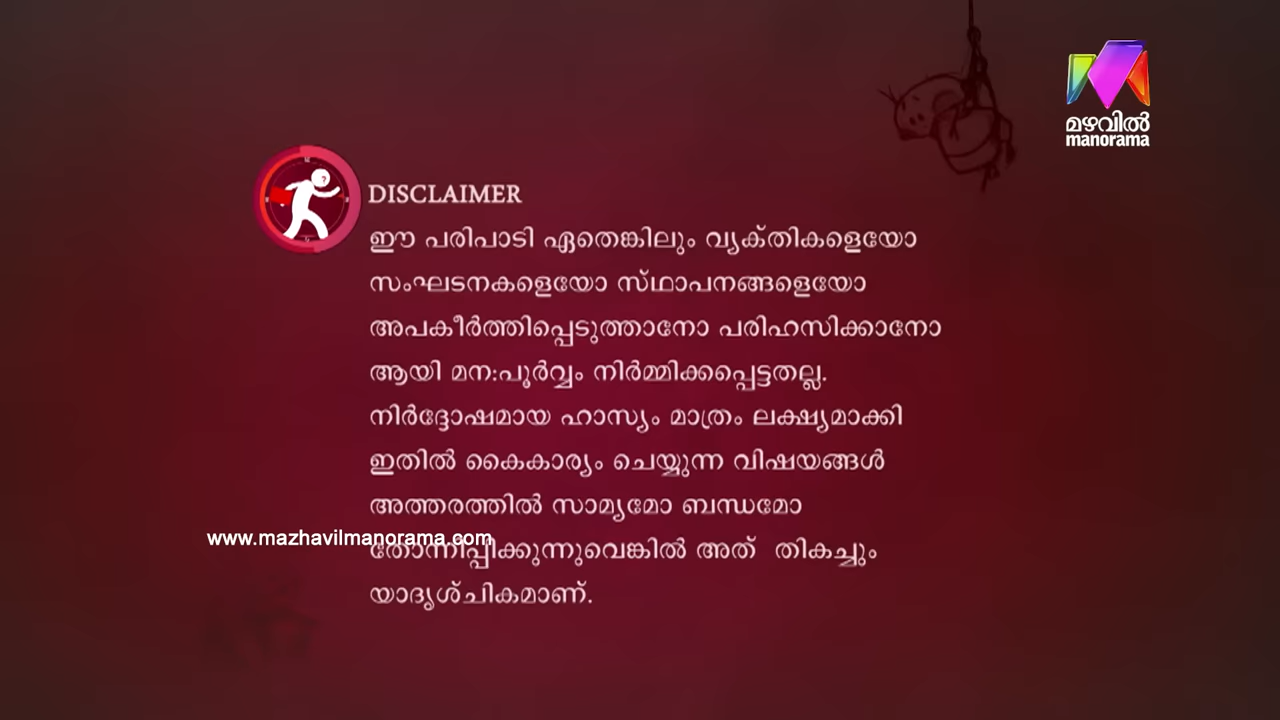 മഴവിൽ
manorama
DISCLAIMER
ഈ പരിപാടി ഏതെങ്കിലും വ്യക്‌തികളെയോ
സംഘടനകളെയോ സ്‌ഥാപനങ്ങളെയോ
അപകീർത്തിപ്പെടുത്താനോ പരിഹസിക്കാനോ
ആയി മന:പൂർവ്വം നിർമ്മിക്കപ്പെട്ടതല്ല.
നിർദ്ദോഷമായ ഹാസ്യം മാത്രം ലക്ഷ്യമാക്കി
ഇതിൽ കൈകാര്യം ചെയ്യുന്ന വിഷയങ്ങൾ
അത്തരത്തിൽ സാമ്യമോ ബന്ധമോ
www.mazhavilmanorama.com
തോന്നിപ്പിക്കുന്നുവെങ്കിൽ അത് തികച്ചും
യാദൃശ്ചികമാണ്.